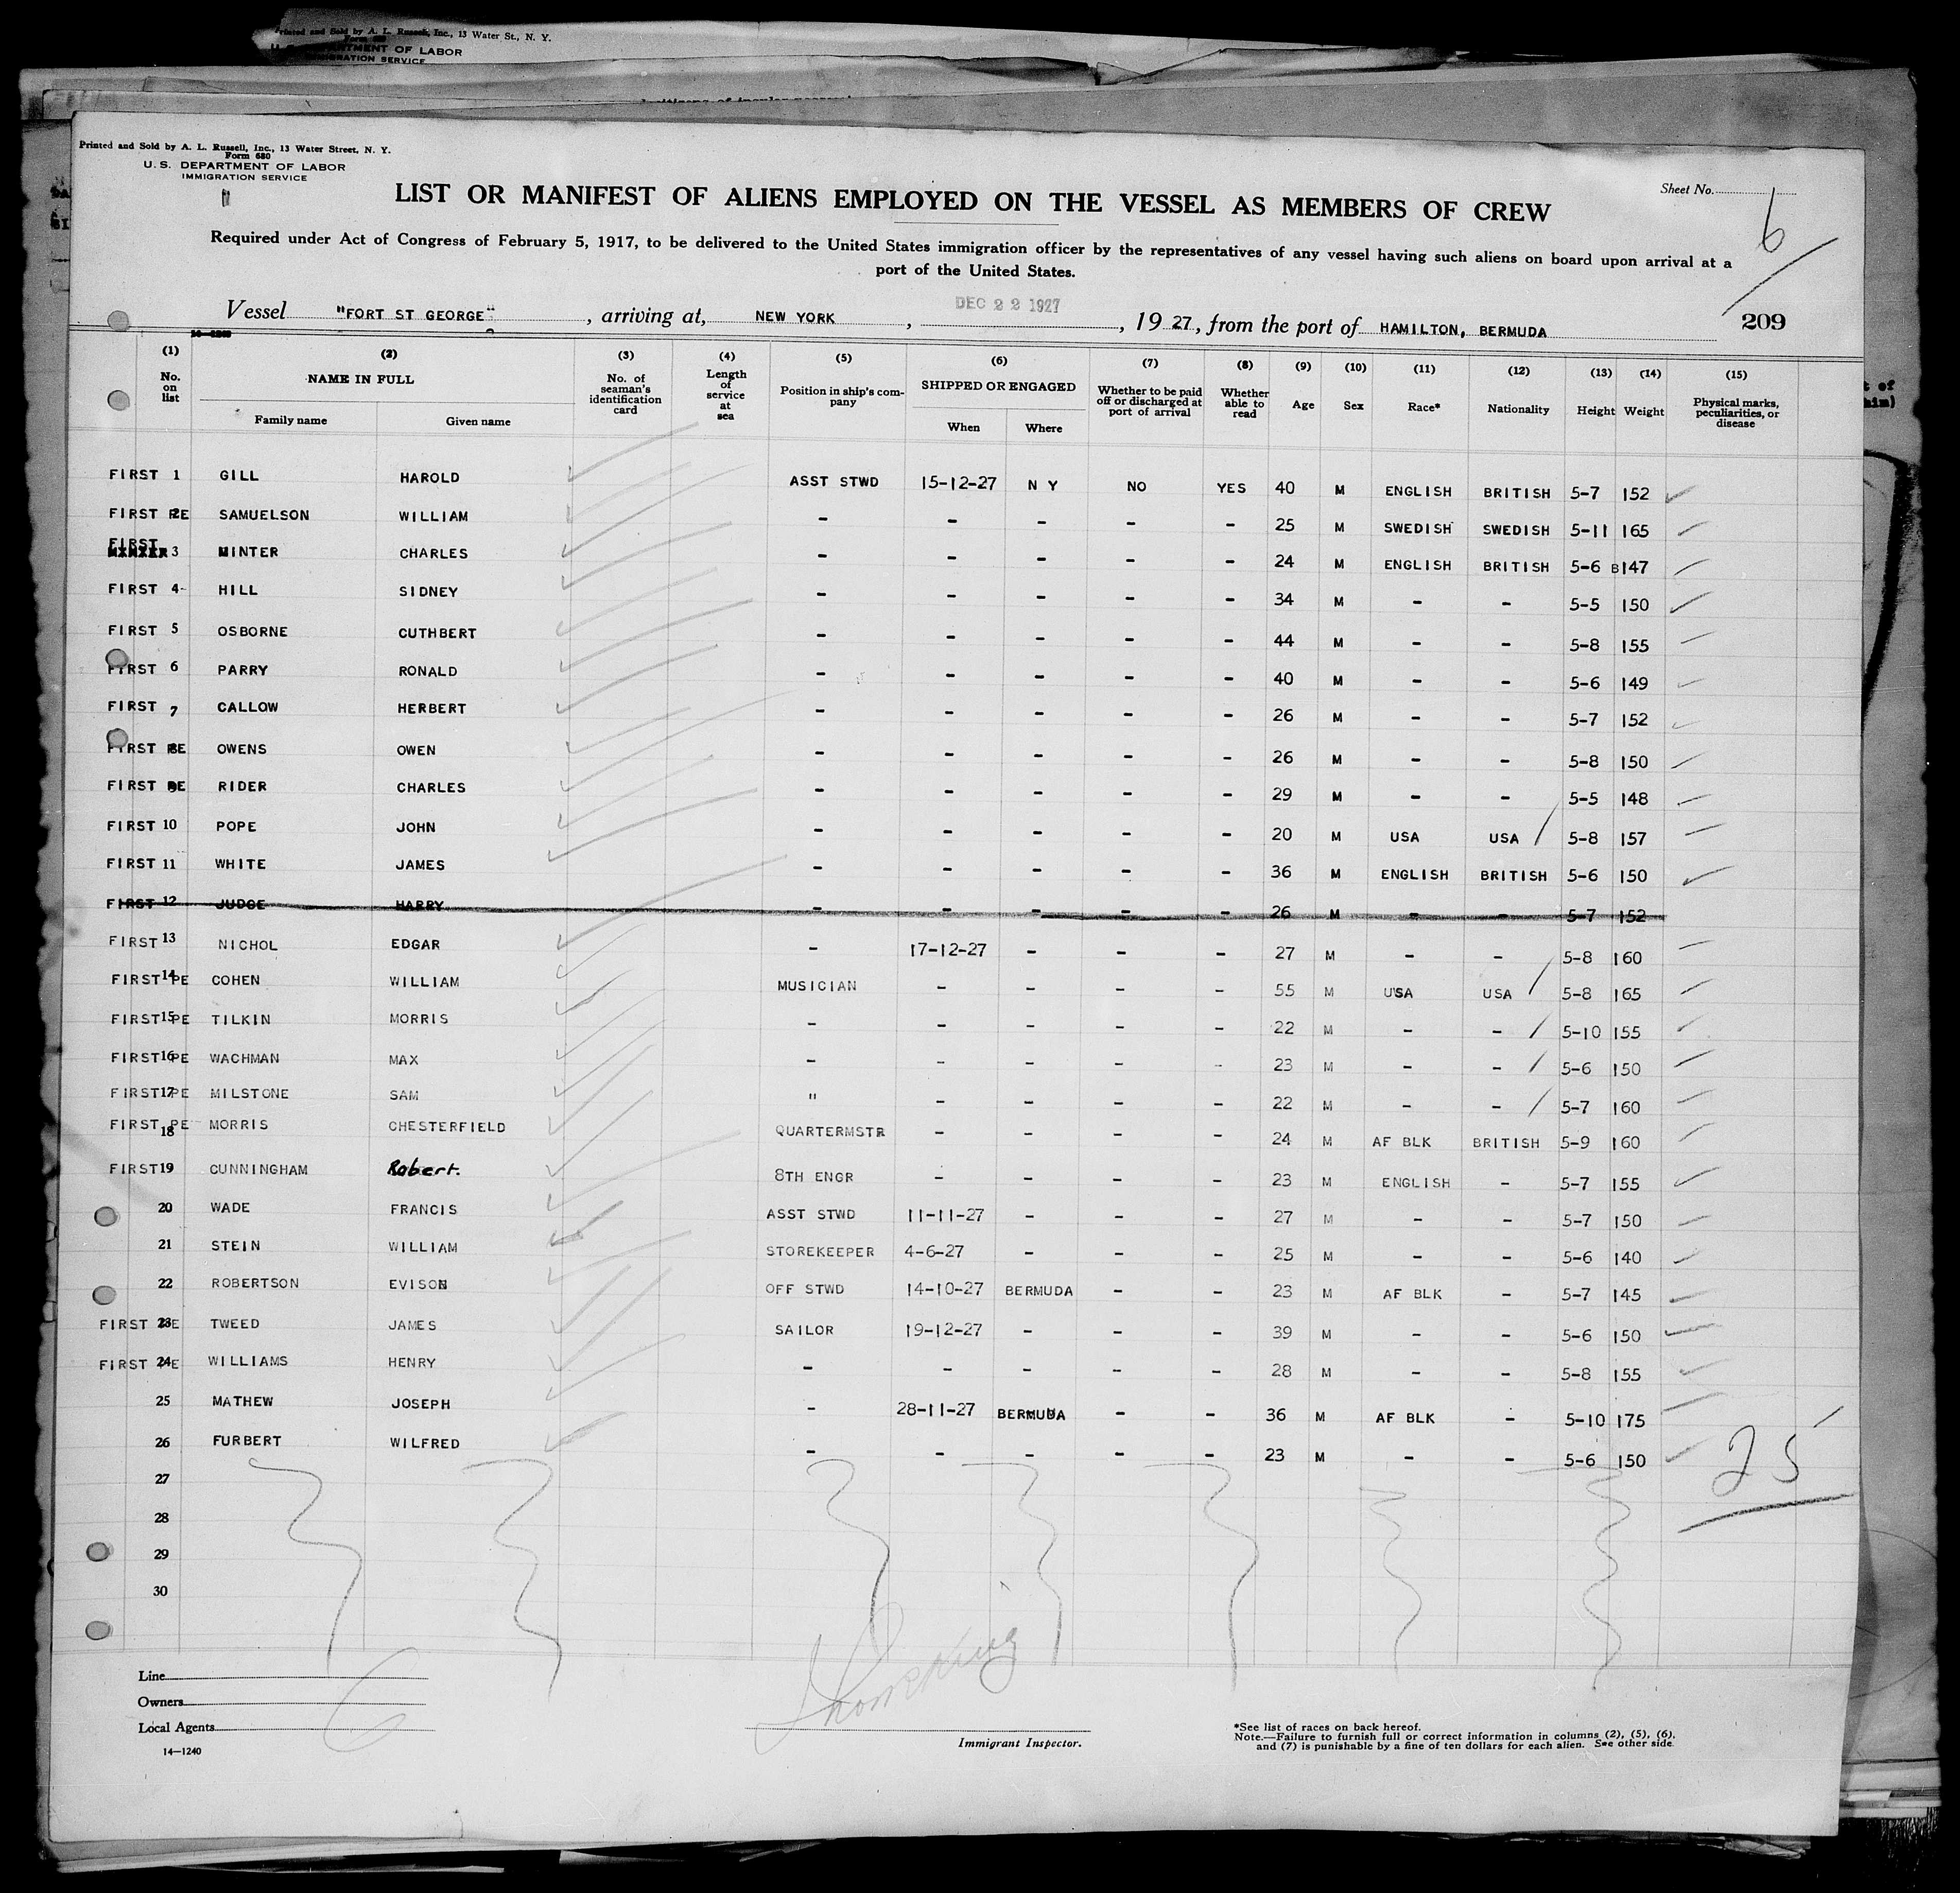 Printed and Sold by A. L. Russell, Inc., 13 Water St., N. Y.
U. S. DEPARTMENT OF LABOR
IMMIGRATION SERVICE
Printed and Sold by A. L. Russell, Inc., 13 Water Street, N. Y.
Form 680
U. S. DEPARTMENT OF LABOR
IMMIGRATION SERVICE
Sheet No. 6
LIST OR MANIFEST OF ALIENS EMPLOYED ON THE VESSEL AS MEMBERS OF CREW
Required under Act of Congress of February 5, 1917, to be delivered to the United States immigration officer by the representatives of any vessel having such aliens on board upon arrival at a
port of the United States.
DEC 22 1927
Vessel "FORT ST GEORGE", arriving at, NEW YORK, , 19 27, from the port of HAMILTON, BERMUDA 209
(1) (2) (3) (4) (5) (6) (7) (8) (9) (10) (11) (12) (13) (14) (15)
No. on list NAME IN FULL Family name Given name No. of seaman's identification card Length of service at sea Position in ship's company SHIPPED OR ENGAGED When Where Whether to be paid off or discharged at port of arrival Whether able to read Age Sex Race* Nationality Height Weight Physical marks, peculiarities, or disease
FIRST 1 GILL HAROLD ASST STWD 15-12-27 N Y NO YES 40 M ENGLISH BRITISH 5-7 152
FIRST 2 SAMUELSON WILLIAM - - - - - 25 M SWEDISH SWEDISH 5-11 165
FIRST 3 MINTER CHARLES - - - - - 24 M ENGLISH BRITISH 5-6 147
FIRST 4 HILL SIDNEY - - - - - 34 M - - 5-5 150
FIRST 5 OSBORNE CUTHBERT - - - - - 44 M - - 5-8 155
FIRST 6 PARRY RONALD - - - - - 40 M - - 5-6 149
FIRST 7 CALLOW HERBERT - - - - - 26 M - - 5-7 152
FIRST 8 OWENS OWEN - - - - - 26 M - - 5-8 150
FIRST 9 RIDER CHARLES - - - - - 29 M - - 5-5 148
FIRST 10 POPE JOHN - - - - - 20 M USA USA 5-8 157
FIRST 11 WHITE JAMES - - - - - 36 M ENGLISH BRITISH 5-6 150
FIRST 12 JUDGE HARRY - - - - - 26 M - - 5-7 152
FIRST 13 NICHOL EDGAR - 17-12-27 - - - 27 M - - 5-8 160
FIRST 14 PE COHEN WILLIAM MUSICIAN - - - - 55 M USA USA 5-8 165
FIRST 15 PE TILKIN MORRIS - - - - - 22 M - - 5-10 155
FIRST 16 PE WACHMAN MAX - - - - - 23 M - - 5-6 150
FIRST 17 PE MILSTONE SAM " - - - - 22 M - - 5-7 160
FIRST PE 18 MORRIS CHESTERFIELD QUARTERMSTR - - - - 24 M AF BLK BRITISH 5-9 160
FIRST 19 CUNNINGHAM Robert. 8TH ENGR - - - - 23 M ENGLISH - 5-7 155
20 WADE FRANCIS ASST STWD 11-11-27 - - - 27 M - - 5-7 150
21 STEIN WILLIAM STOREKEEPER 4-6-27 - - - 25 M - - 5-6 140
22 ROBERTSON EVISON OFF STWD 14-10-27 BERMUDA - - 23 M AF BLK - 5-7 145
FIRST 23 TWEED JAMES SAILOR 19-12-27 - - - 39 M - - 5-6 150
FIRST 24 WILLIAMS HENRY - - - - - 28 M - - 5-8 155
25 MATHEW JOSEPH - 28-11-27 BERMUDA - - 36 M AF BLK - 5-10 175
26 FURBERT WILFRED - - - - - 23 M - - 5-6 150
25
27
28
29
30
Line
Owners
Local Agents
14—1240
Immigrant Inspector.
*See list of races on back hereof.
Note.—Failure to furnish full or correct information in columns (2), (5), (6),
and (7) is punishable by a fine of ten dollars for each alien. See other side